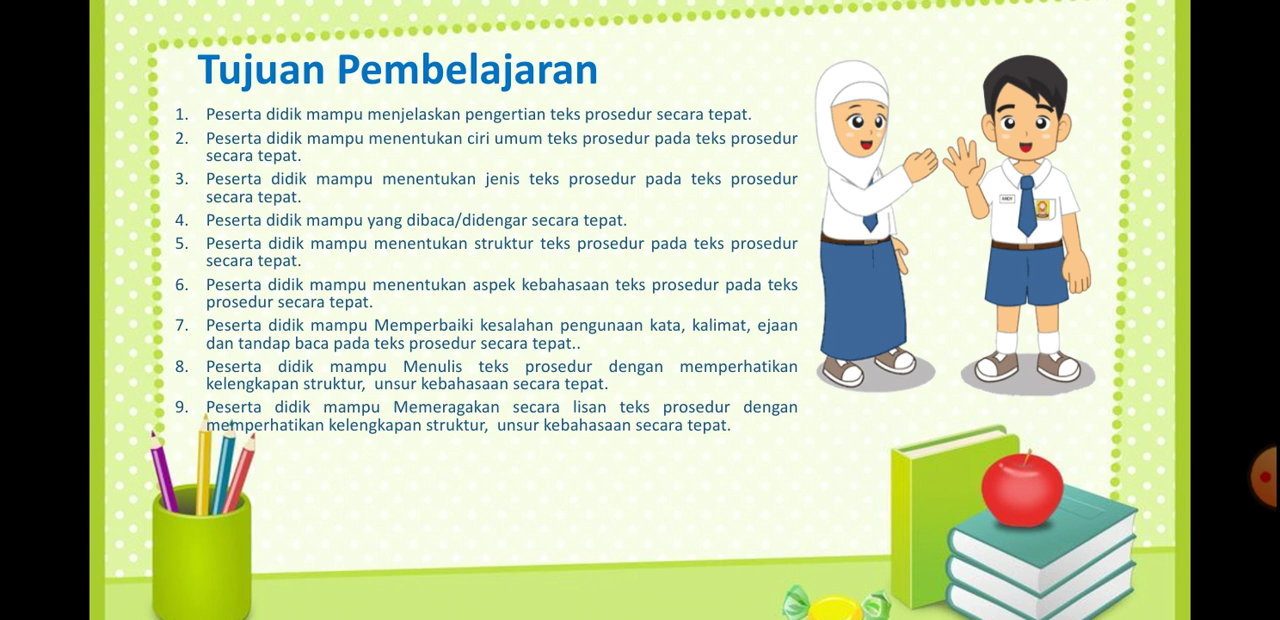 Tujuan Pembelajaran
1. Peserta didik mampu menjelaskan pengertian teks prosedur secara tepat.
2. Peserta didik mampu menentukan ciri umum teks prosedur pada teks prosedur
secara tepat.
3. Peserta didik mampu menentukan jenis teks prosedur pada teks prosedur
secara tepat.
4. Peserta didik mampu yang dibaca/didengar secara tepat.
5. Peserta didik mampu menentukan struktur teks prosedur pada teks prosedur
secara tepat.
6. Peserta didik mampu menentukan aspek kebahasaan teks prosedur pada teks
prosedur secara tepat.
7. Peserta didik mampu Memperbaiki kesalahan pengunaan kata, kalimat, ejaan
dan tandap baca pada teks prosedur secara tepat..
8. Peserta didik mampu Menulis teks prosedur dengan memperhatikan
kelengkapan struktur, unsur kebahasaan secara tepat.
9. Peserta didik mampu Memeragakan secara lisan teks prosedur dengan
memperhatikan kelengkapan struktur, unsur kebahasaan secara tepat.